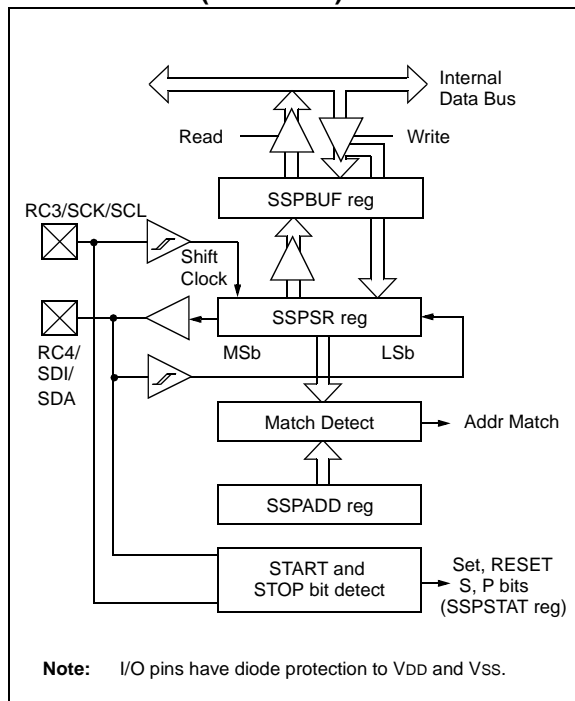 Internal
Data Bus
Read
Write
SSPBUF reg
RC3/SCK/SCL
Shift
Clock
SSPSR reg
MSb
LSb
RC4/
SDI/
SDA
Match Detect
Addr Match
SSPADD reg
START and
STOP bit detect
Set, RESET
S, P bits
(SSPSTAT reg)
Note: I/O pins have diode protection to VDD and VSS.